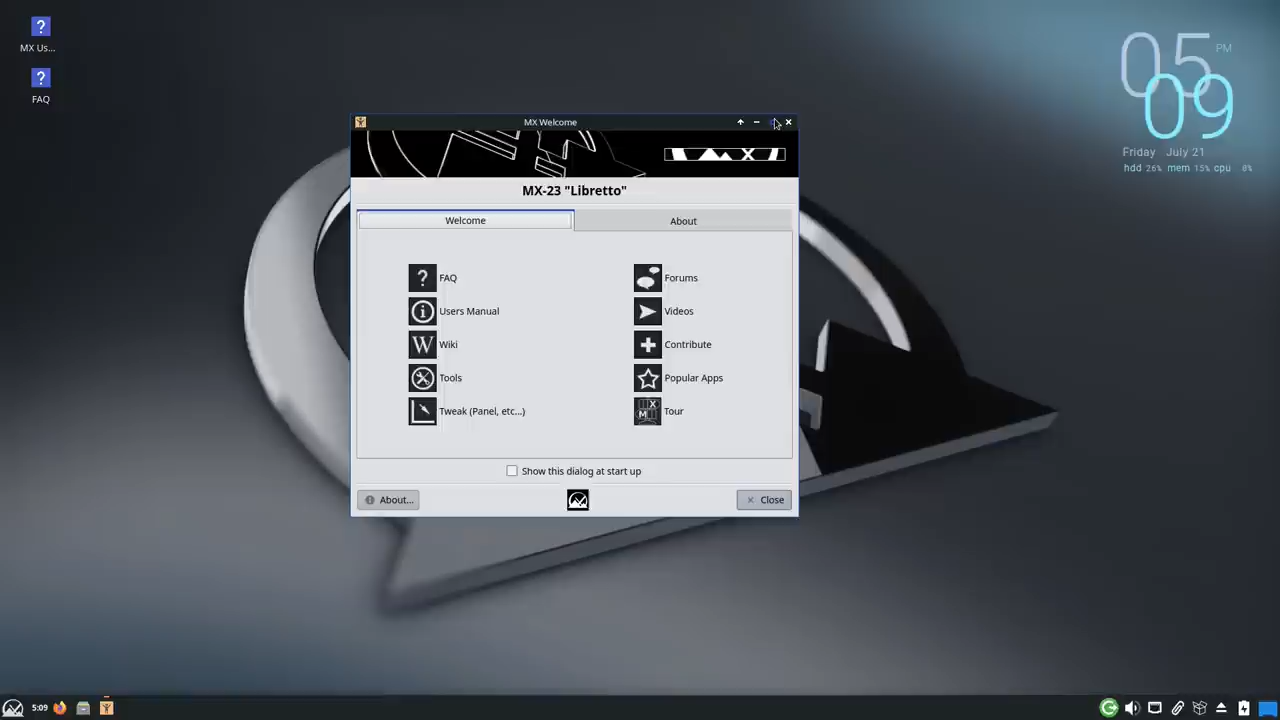 MX Us...
FAQ
05 PM
09
Friday July 21
hdd 26% mem 15% cpu 0%
MX Welcome
MX
MX-23 "Libretto"
Welcome
About
FAQ
Forums
Users Manual
Videos
W Wiki
Contribute
Tools
Popular Apps
Tweak (Panel, etc...)
Tour
Show this dialog at start up
About...
Close
5:09